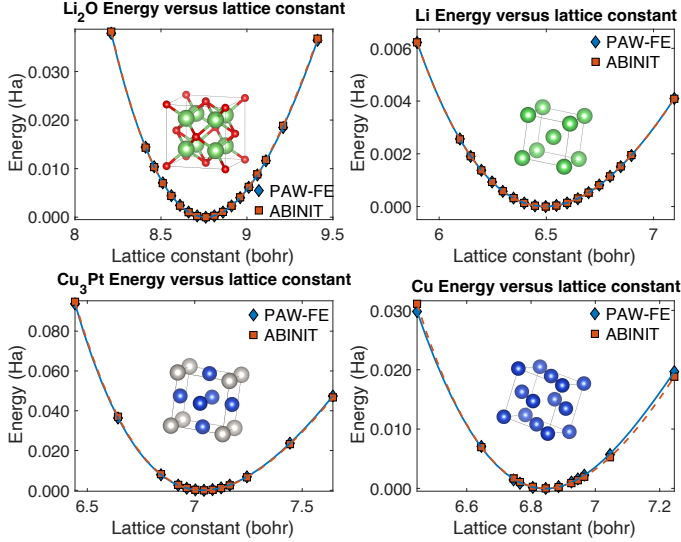 Li2O Energy versus lattice constant
Energy (Ha)
0.030
0.020
0.010
0.000
PAW-FE
ABINIT
8
8.5
9
9.5
Lattice constant (bohr)
Li Energy versus lattice constant
Energy (Ha)
0.006
0.004
0.002
0.000
PAW-FE
ABINIT
6
6.5
7
Lattice constant (bohr)
Cu3Pt Energy versus lattice constant
Energy (Ha)
0.080
0.060
0.040
0.020
0.000
PAW-FE
ABINIT
6.5
7
7.5
Lattice constant (bohr)
Cu Energy versus lattice constant
Energy (Ha)
0.030
0.020
0.010
0.000
PAW-FE
ABINIT
6.6
6.8
7
7.2
Lattice constant (bohr)